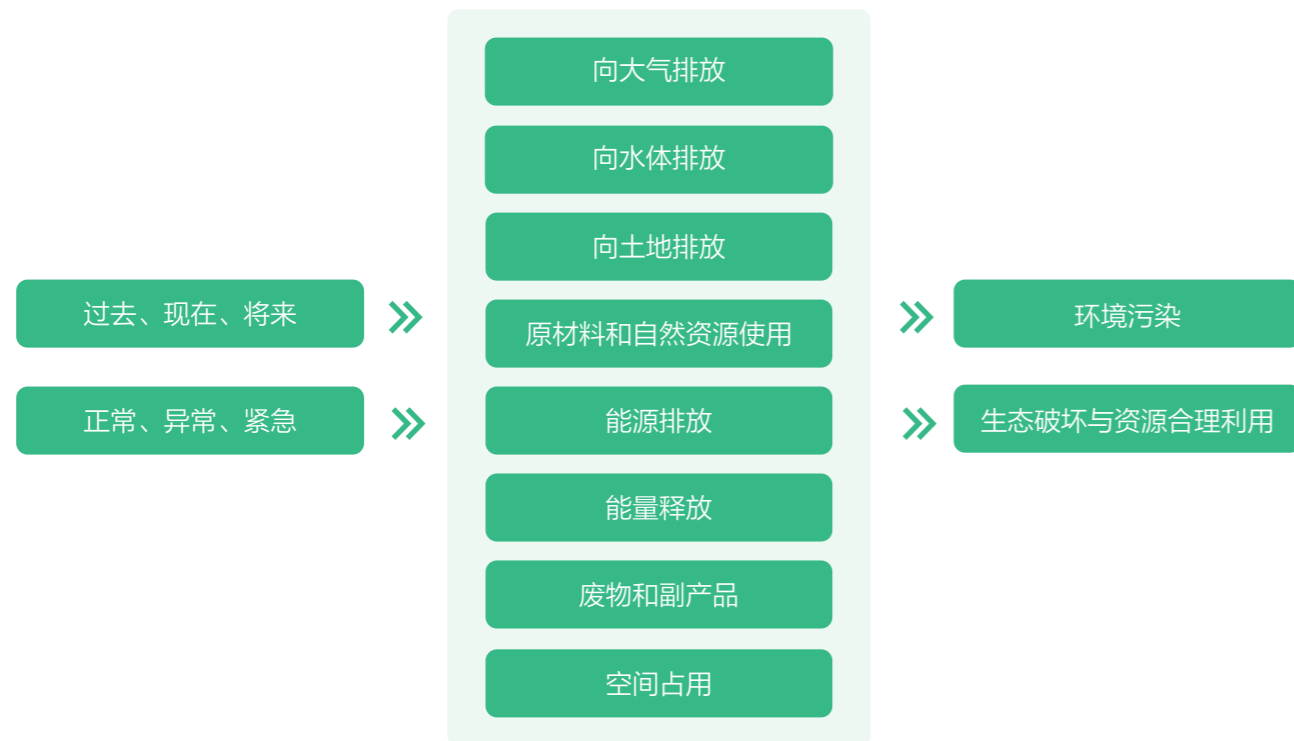 过去、现在、将来
正常、异常、紧急
向大气排放
向水体排放
向土地排放
原材料和自然资源使用
能源排放
能量释放
废物和副产品
空间占用
环境污染
生态破坏与资源合理利用